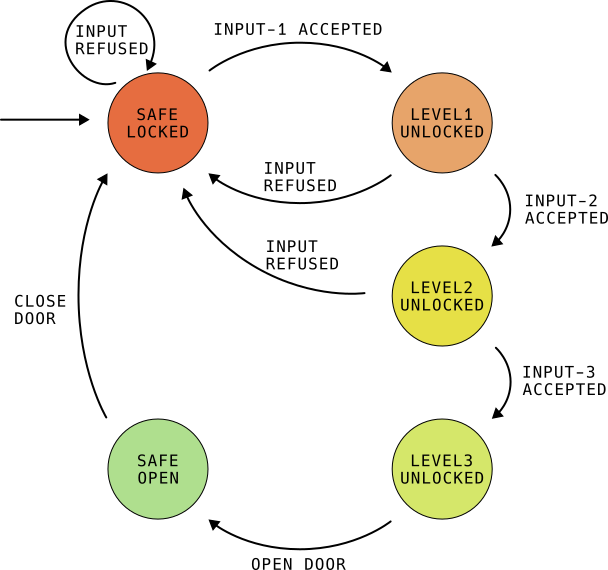 INPUT
REFUSED
INPUT-1 ACCEPTED
SAFE
LOCKED
LEVEL1
UNLOCKED
INPUT
REFUSED
INPUT-2
ACCEPTED
INPUT
REFUSED
LEVEL2
UNLOCKED
CLOSE
DOOR
INPUT-3
ACCEPTED
SAFE
OPEN
LEVEL3
UNLOCKED
OPEN DOOR